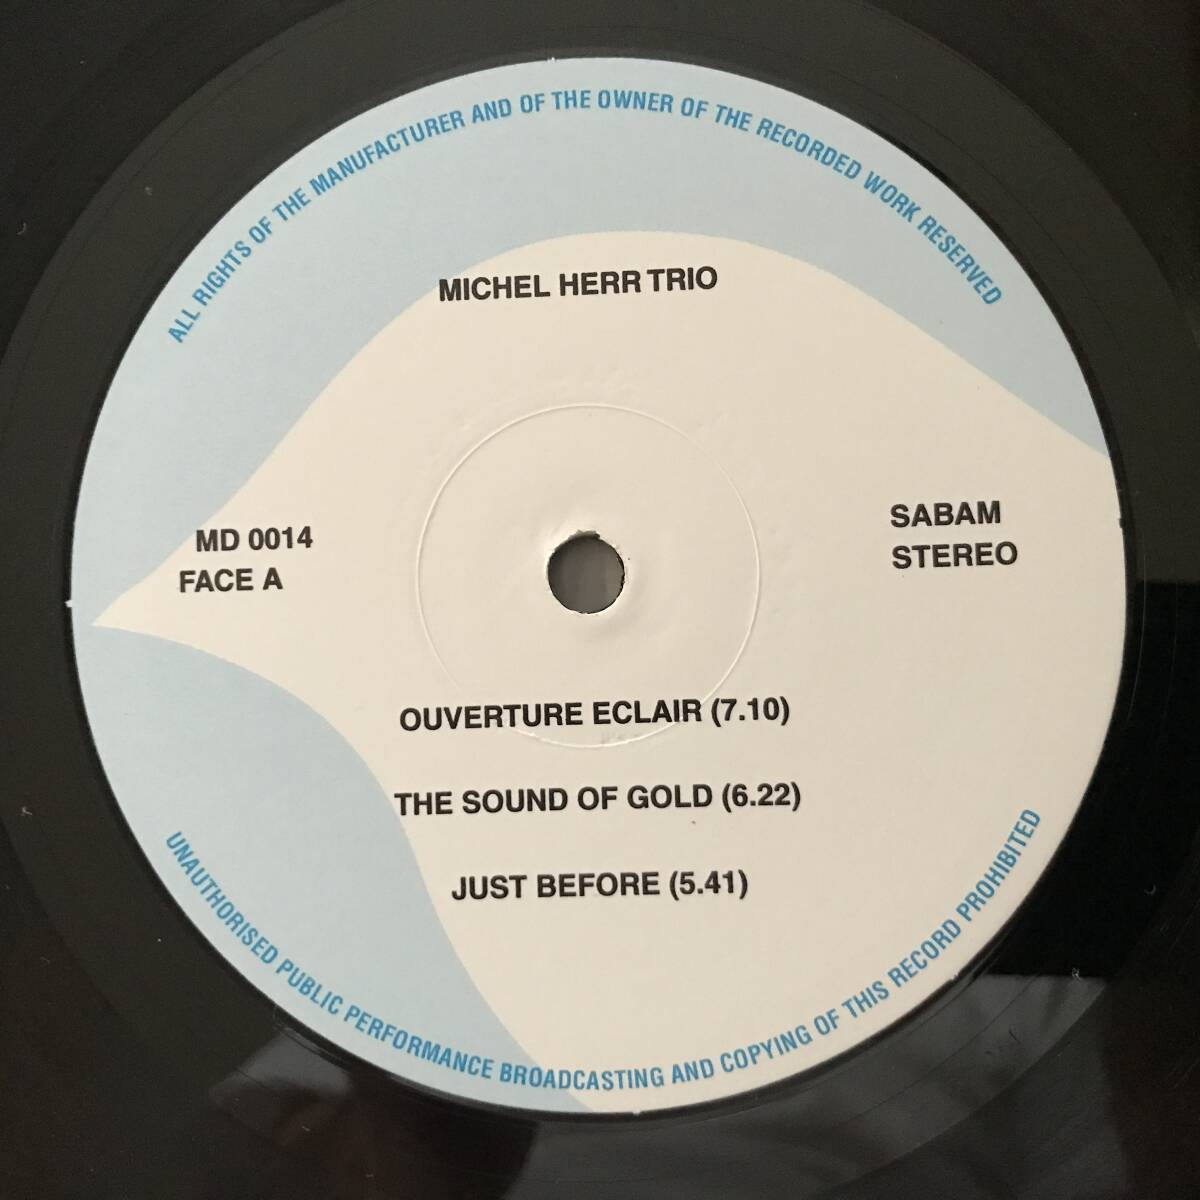 ALL RIGHTS OF THE MANUFACTURER AND OF THE OWNER OF THE RECORDED WORK RESERVED
MICHEL HERR TRIO
MD 0014
FACE A
SABAM
STEREO
OUVERTURE ECLAIR (7.10)
THE SOUND OF GOLD (6.22)
JUST BEFORE (5.41)
UNAUTHORISED PUBLIC PERFORMANCE BROADCASTING AND COPYING OF THIS RECORD PROHIBITED